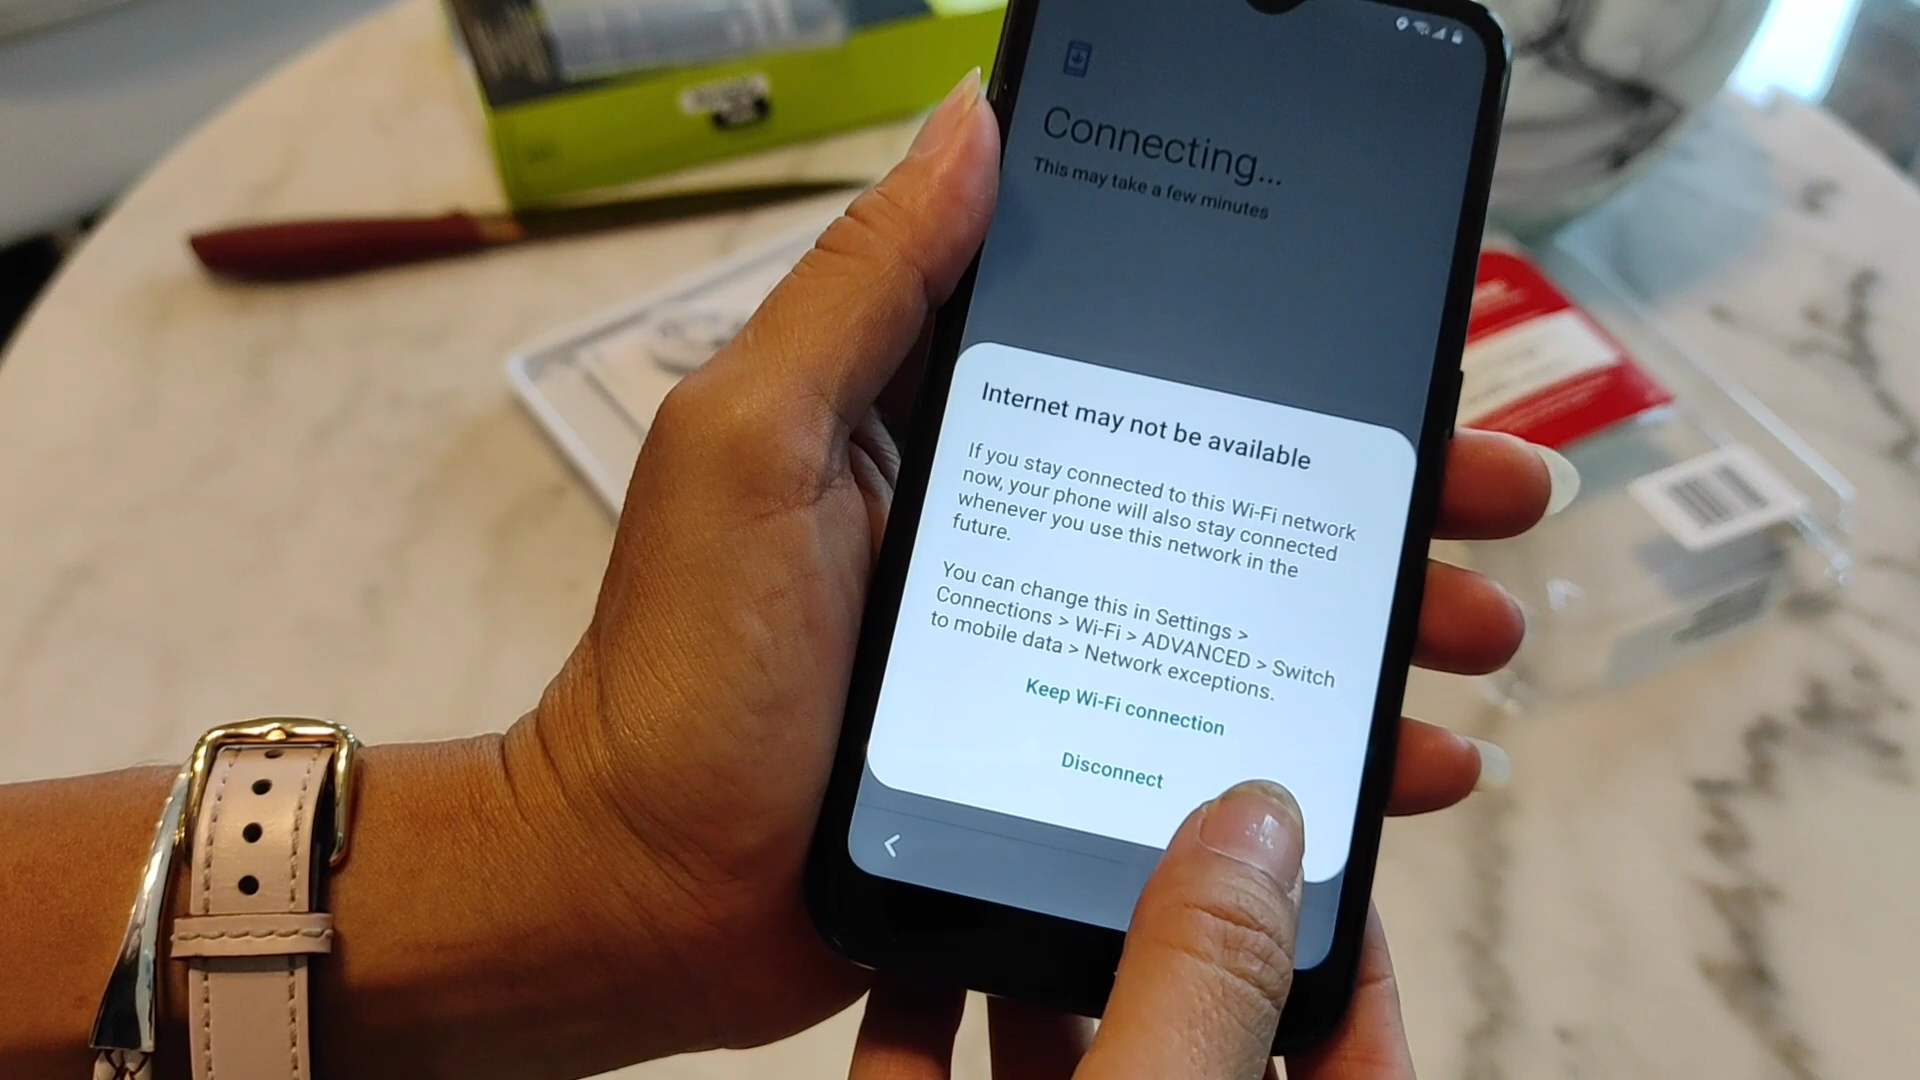 Connecting...
This may take a few minutes
Internet may not be available
If you stay connected to this Wi-Fi network
now, your phone will also stay connected
whenever you use this network in the
future.
You can change this in Settings >
Connections > Wi-Fi > ADVANCED > Switch
to mobile data > Network exceptions.
Keep Wi-Fi connection
Disconnect